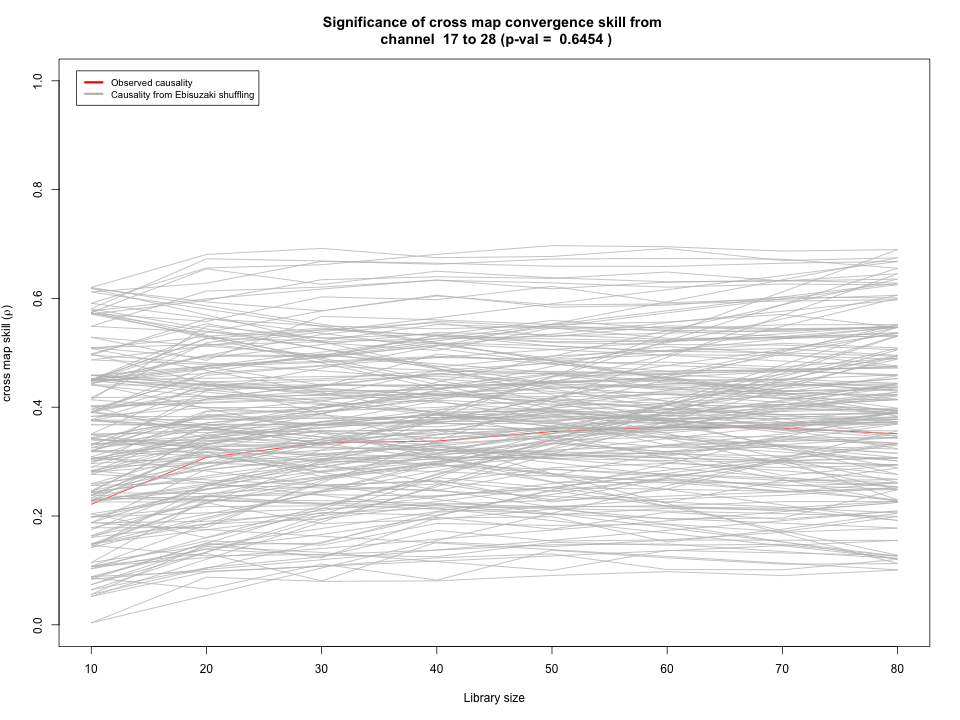 Significance of cross map convergence skill from
channel  17 to 28 (p-val =  0.6454 )
Observed causality
Causality from Ebisuzaki shuffling
cross map skill (ρ)
1.0
0.8
0.6
0.4
0.2
0.0
10 20 30 40 50 60 70 80
Library size